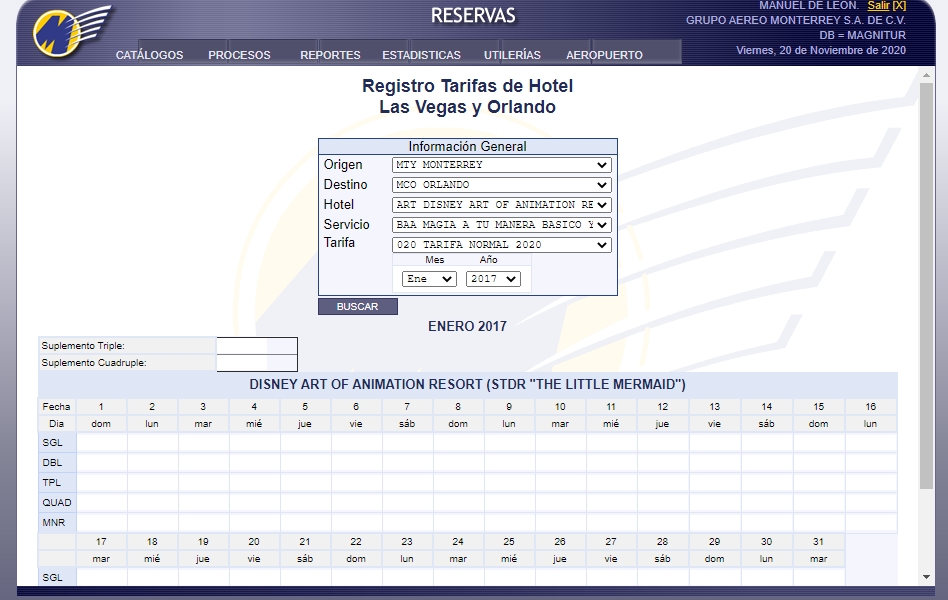 RESERVAS
MANUEL DE LEON. Salir [X]
GRUPO AEREO MONTERREY S.A. DE C.V.
DB = MAGNITUR
Viernes, 20 de Noviembre de 2020
CATÁLOGOS PROCESOS REPORTES ESTADISTICAS UTILERÍAS AEROPUERTO
Registro Tarifas de Hotel
Las Vegas y Orlando
Información General
Origen MTY MONTERREY
Destino MCO ORLANDO
Hotel ART DISNEY ART OF ANIMATION RE
Servicio BAA MAGIA A TU MANERA BASICO Y
Tarifa 020 TARIFA NORMAL 2020
Mes Año
Ene 2017
BUSCAR
ENERO 2017
Suplemento Triple:
Suplemento Cuadruple:
DISNEY ART OF ANIMATION RESORT (STDR "THE LITTLE MERMAID")
Fecha 1 2 3 4 5 6 7 8 9 10 11 12 13 14 15 16
Dia dom lun mar mié jue vie sáb dom lun mar mié jue vie sáb dom lun
SGL
DBL
TPL
QUAD
MNR
17 18 19 20 21 22 23 24 25 26 27 28 29 30 31
mar mié jue vie sáb dom lun mar mié jue vie sáb dom lun mar
SGL